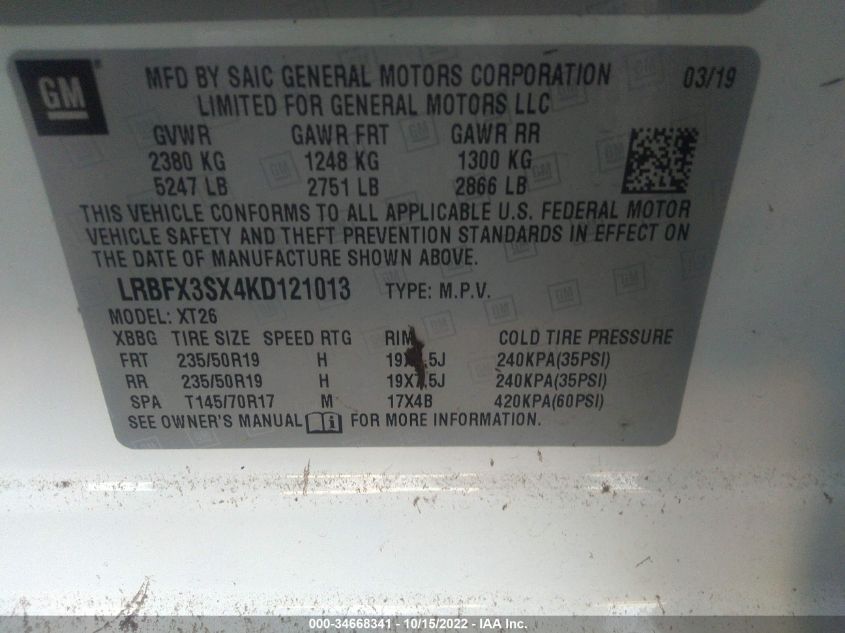 GM
MFD BY SAIC GENERAL MOTORS CORPORATION 03/19
LIMITED FOR GENERAL MOTORS LLC
GVWR GAWR FRT GAWR RR
2380 KG 1248 KG 1300 KG
5247 LB 2751 LB 2866 LB
THIS VEHICLE CONFORMS TO ALL APPLICABLE U.S. FEDERAL MOTOR
VEHICLE SAFETY AND THEFT PREVENTION STANDARDS IN EFFECT ON
THE DATE OF MANUFACTURE SHOWN ABOVE.
LRBFX3SX4KD121013 TYPE: M.P.V.
MODEL: XT26
XBBG TIRE SIZE SPEED RTG RIM COLD TIRE PRESSURE
FRT 235/50R19 H 240KPA(35PSI)
RR 235/50R19 H 19X7.5J 240KPA(35PSI)
SPA T145/70R17 M 17X4B 420KPA(60PSI)
SEE OWNER'S MANUAL FOR MORE INFORMATION.
000-34668341 - 10/15/2022 - IAA Inc.